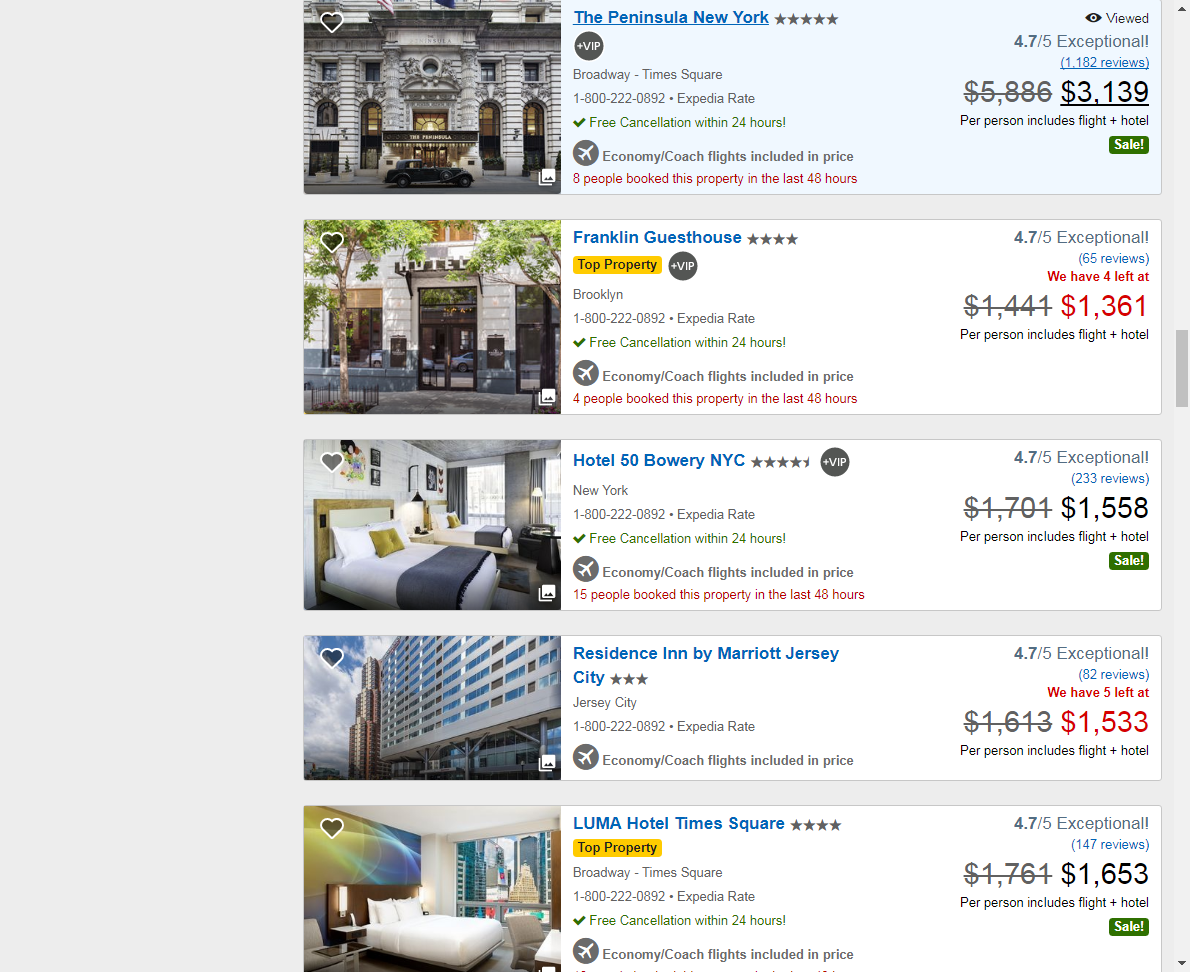 The Peninsula New York
Viewed
+VIP
4.7/5 Exceptional!
(1,182 reviews)
Broadway - Times Square
$5,886 $3,139
1-800-222-0892 • Expedia Rate
Per person includes flight + hotel
Free Cancellation within 24 hours!
Sale!
Economy/Coach flights included in price
8 people booked this property in the last 48 hours
THE PENINSULA
Franklin Guesthouse
4.7/5 Exceptional!
Top Property +VIP
(65 reviews)
We have 4 left at
Brooklyn
$1,441 $1,361
1-800-222-0892 • Expedia Rate
Per person includes flight + hotel
Free Cancellation within 24 hours!
Economy/Coach flights included in price
4 people booked this property in the last 48 hours
HOTEL
Hotel 50 Bowery NYC +VIP
4.7/5 Exceptional!
(233 reviews)
New York
$1,701 $1,558
1-800-222-0892 • Expedia Rate
Per person includes flight + hotel
Free Cancellation within 24 hours!
Sale!
Economy/Coach flights included in price
15 people booked this property in the last 48 hours
Residence Inn by Marriott Jersey
City
4.7/5 Exceptional!
(82 reviews)
We have 5 left at
Jersey City
$1,613 $1,533
1-800-222-0892 • Expedia Rate
Per person includes flight + hotel
Economy/Coach flights included in price
LUMA Hotel Times Square
4.7/5 Exceptional!
Top Property
(147 reviews)
Broadway - Times Square
$1,761 $1,653
1-800-222-0892 • Expedia Rate
Per person includes flight + hotel
Free Cancellation within 24 hours!
Sale!
Economy/Coach flights included in price